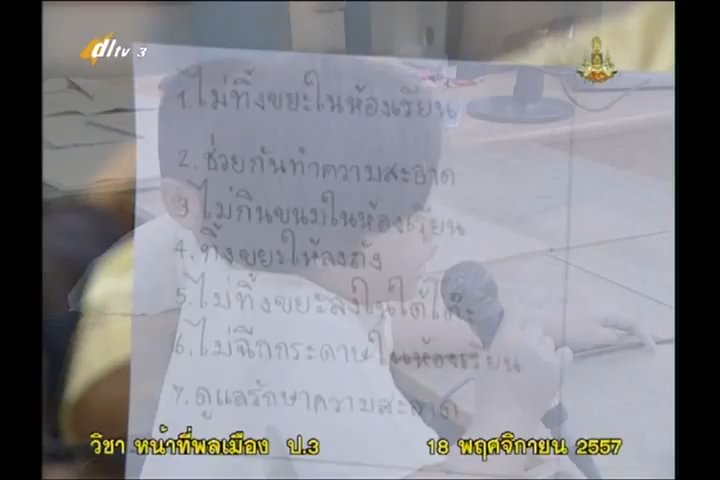 dltv 3
1. ไม่ทิ้งขยะในห้องเรียน
2. ช่วยกันทำความสะอาด
3 ไม่กินขนมในห้องเรียน
4. ทิ้งขยะให้ลงถัง
5. ไม่ทิ้งขยะลงในใต้โต๊ะ
6. ไม่ฉีกกระดาษในห้องเรียน
7. ดูแลรักษาความสะอาด
วิชา หน้าที่พลเมือง ป.3 18 พฤศจิกายน 2557